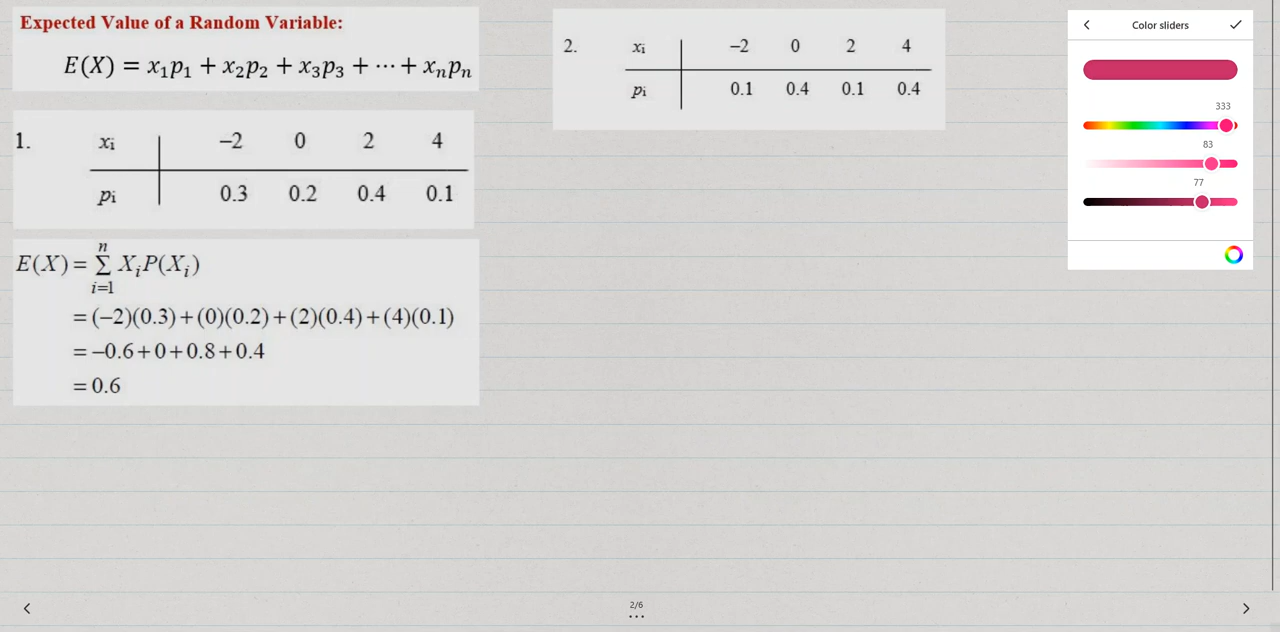 Expected Value of a Random Variable:
E(X) = x₁p₁ + x₂p₂ + x₃p₃ + ⋯ + xₙpₙ
1. xᵢ −2 0 2 4
pᵢ 0.3 0.2 0.4 0.1
E(X) = ∑ᵢ₌₁ⁿ XᵢP(Xᵢ)
= (−2)(0.3) + (0)(0.2) + (2)(0.4) + (4)(0.1)
= −0.6 + 0 + 0.8 + 0.4
= 0.6
2. xᵢ −2 0 2 4
pᵢ 0.1 0.4 0.1 0.4
Color sliders
333
83
77
2/6